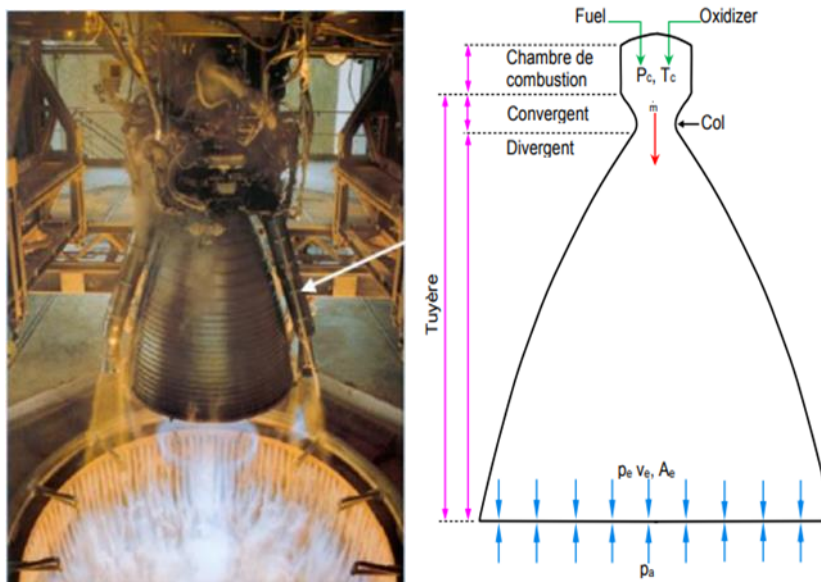 Fuel
Oxidizer
Chambre de
combustion
Pc, Tc
Convergent
ṁ
Col
Divergent
Tuyère
pe ve, Ae
pa